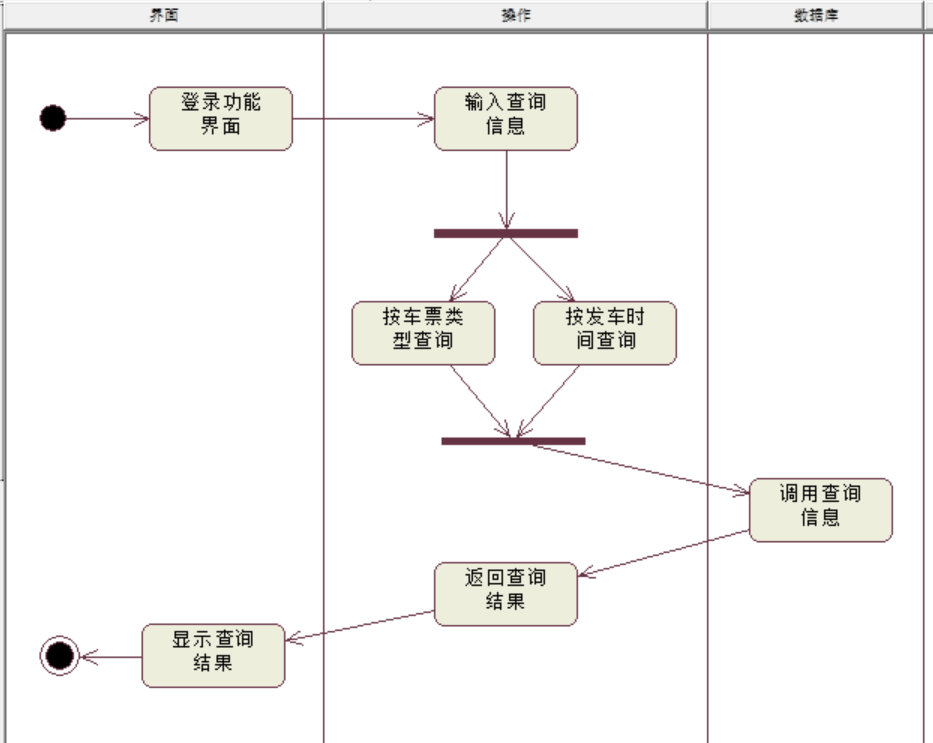 界面
操作
数据库
登录功能
界面
输入查询
信息
按车票类
型查询
按发车时
间查询
调用查询
信息
返回查询
结果
显示查询
结果